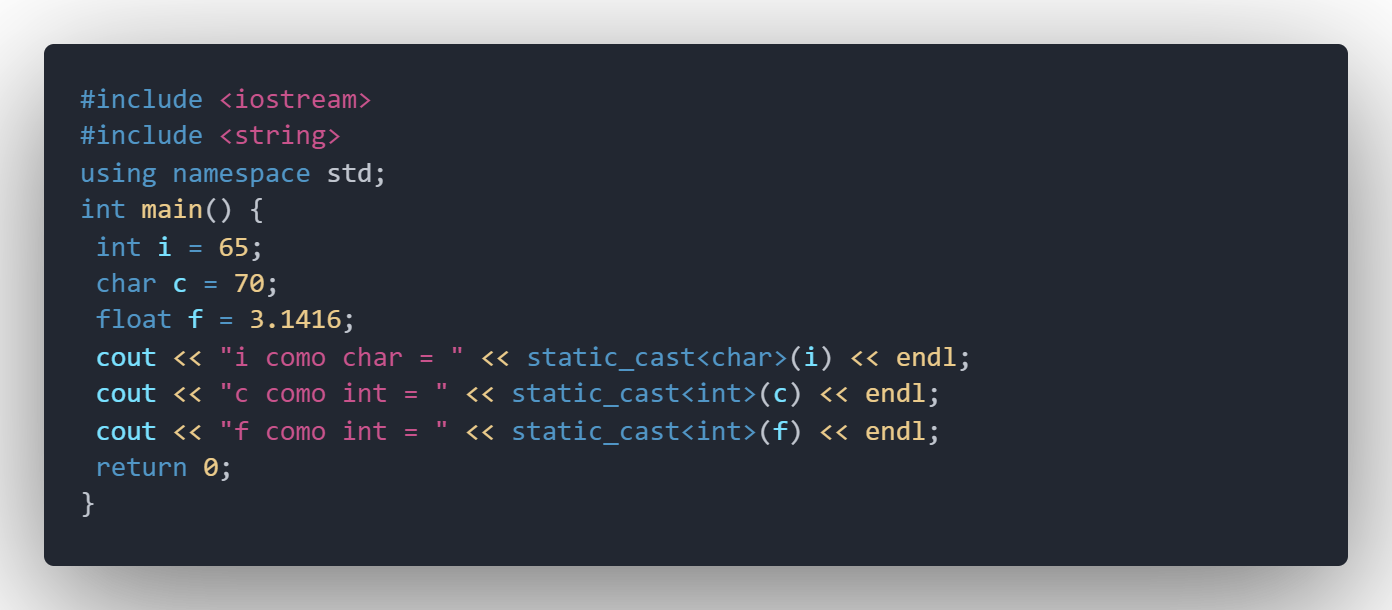 #include <iostream>
#include <string>
using namespace std;
int main() {
 int i = 65;
 char c = 70;
 float f = 3.1416;
 cout << "i como char = " << static_cast<char>(i) << endl;
 cout << "c como int = " << static_cast<int>(c) << endl;
 cout << "f como int = " << static_cast<int>(f) << endl;
 return 0;
}